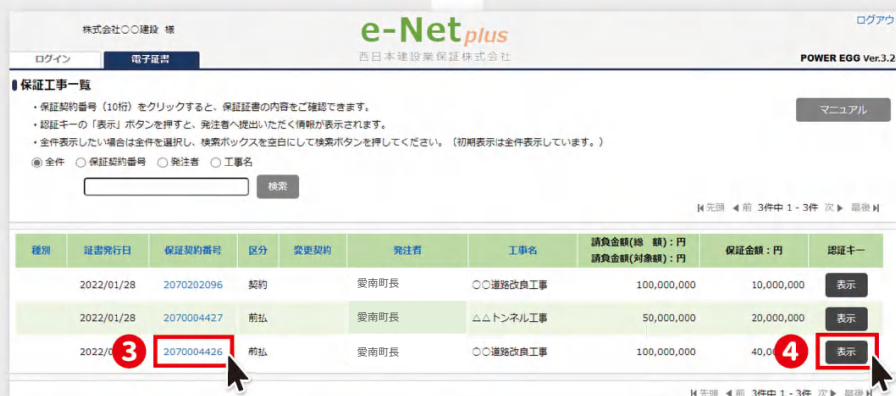 株式会社○○建設 様
e-Net plus
西日本建設業保証株式会社
ログアウ
ログイン
電子証書
POWER EGG Ver.3.2
保証工事一覧
・保証契約番号（10桁）をクリックすると、保証証書の内容をご確認できます。
・認証キーの「表示」ボタンを押すと、発注者へ提出いただく情報が表示されます。
・全件表示したい場合は全件を選択し、検索ボックスを空白にして検索ボタンを押してください。（初期表示は全件表示しています。）
マニュアル
全件 保証契約番号 発注者 工事名
検索
先頭 前 3件中 1 - 3件 次 最後
種別 証書発行日 保証契約番号 区分 変更契約 発注者 工事名 請負金額(総 額)：円 保証金額：円 認証キー
請負金額(対象額)：円
2022/01/28 2070202096 契約 愛南町長 ○○道路改良工事 100,000,000 10,000,000 表示
2022/01/28 2070004427 前払 愛南町長 △△トンネル工事 50,000,000 20,000,000 表示
2022/0 3 2070004426 前払 愛南町長 ○○道路改良工事 100,000,000 40,0 4 表示
先頭 前 3件中 1 - 3件 次 最後